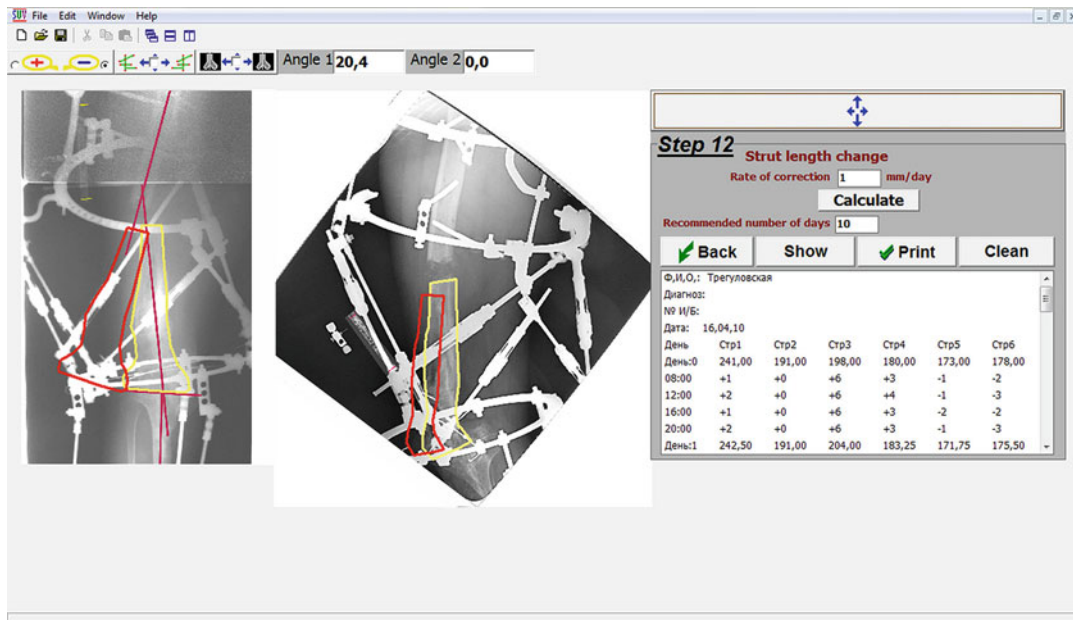 SUV File Edit Window Help
Angle 1 20,4 Angle 2 0,0
Step 12
Strut length change
Rate of correction 1 mm/day
Calculate
Recommended number of days 10
Back Show Print Clean
Ф,И,О,: Трегуловская
Диагноз:
№ И/Б:
Дата: 16,04,10
День Стр1 Стр2 Стр3 Стр4 Стр5 Стр6
День:0 241,00 191,00 198,00 180,00 173,00 178,00
08:00 +1 +0 +6 +3 -1 -2
12:00 +2 +0 +6 +4 -1 -3
16:00 +1 +0 +6 +3 -2 -2
20:00 +2 +0 +6 +3 -1 -3
День:1 242,50 191,00 204,00 183,25 171,75 175,50